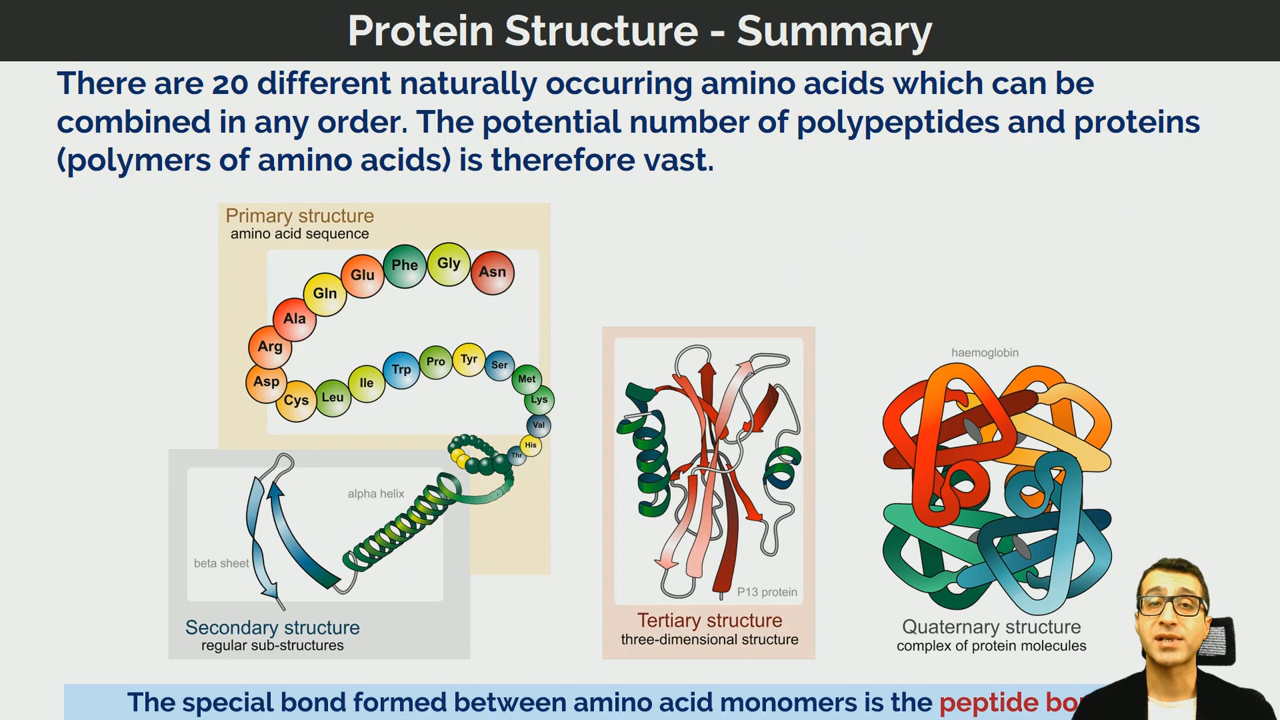 Protein Structure - Summary
There are 20 different naturally occurring amino acids which can be
combined in any order. The potential number of polypeptides and proteins
(polymers of amino acids) is therefore vast.
Primary structure
amino acid sequence
Asn
Gly
Phe
Glu
Gln
Ala
Arg
Asp
Cys
Leu
Ile
Trp
Pro
Tyr
Ser
Met
Lys
Val
His
Thr
alpha helix
beta sheet
Secondary structure
regular sub-structures
P13 protein
Tertiary structure
three-dimensional structure
haemoglobin
Quaternary structure
complex of protein molecules
The special bond formed between amino acid monomers is the peptide